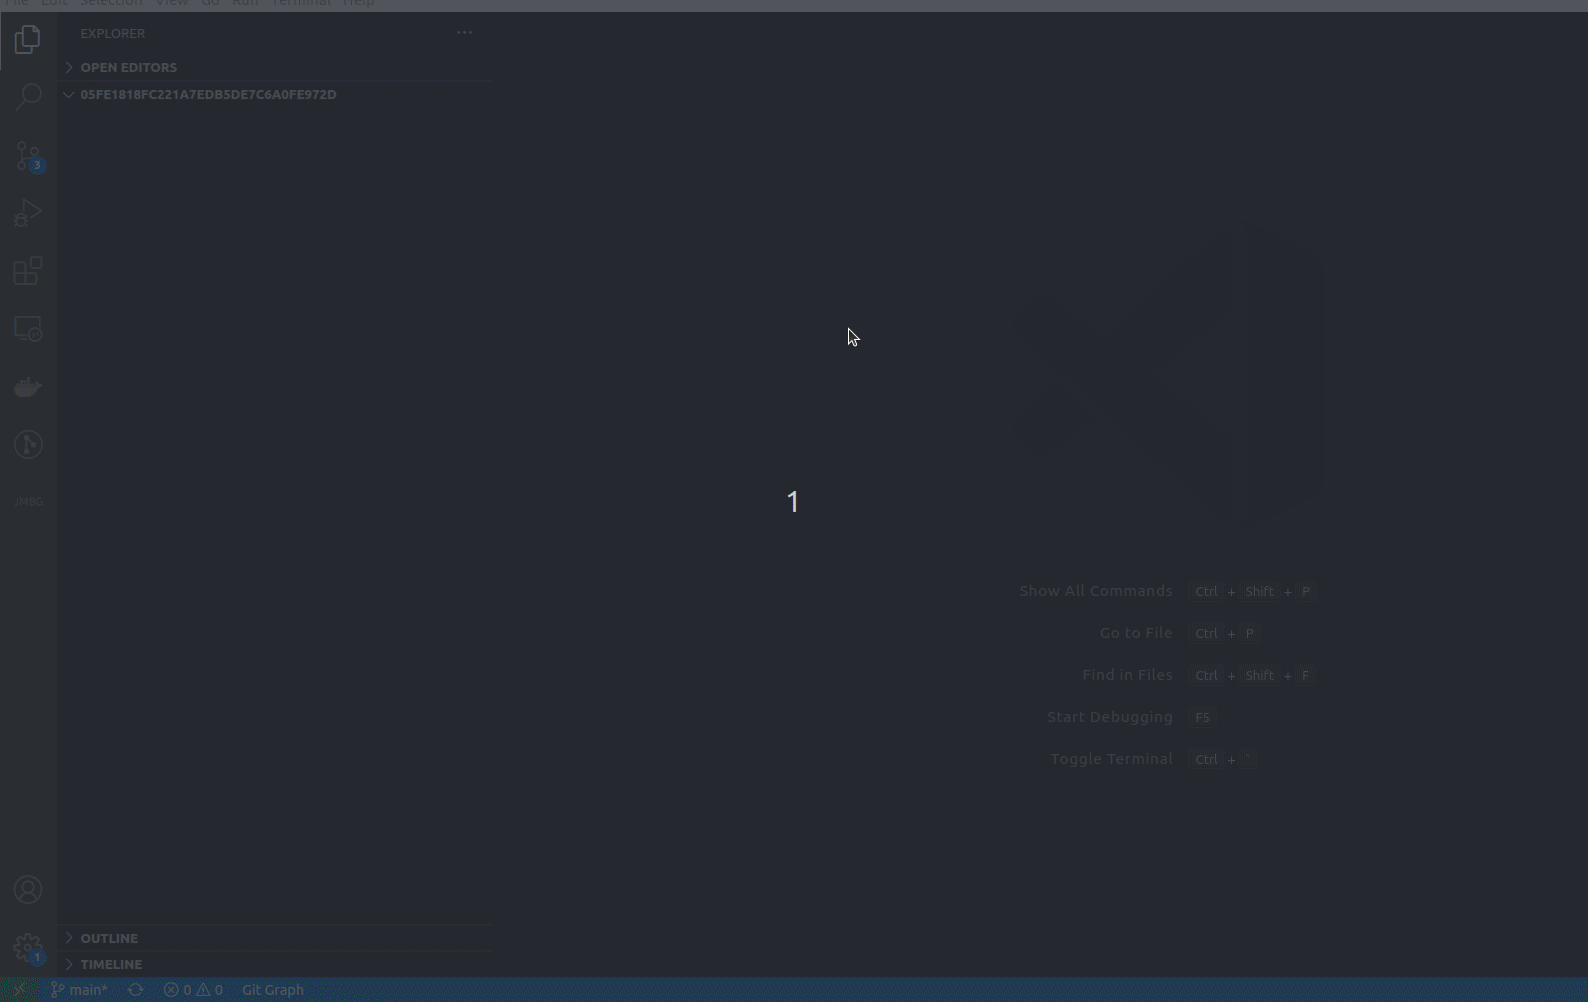 File Edit Selection View Go Run Terminal Help
EXPLORER
OPEN EDITORS
05FE1818FC221A7EDB5DE7C6A0FE972D
3
JMBG
1
Show All Commands Ctrl + Shift + P
Go to File Ctrl + P
Find in Files Ctrl + Shift + F
Start Debugging F5
Toggle Terminal Ctrl + `
OUTLINE
1
TIMELINE
main* 0 0 Git Graph